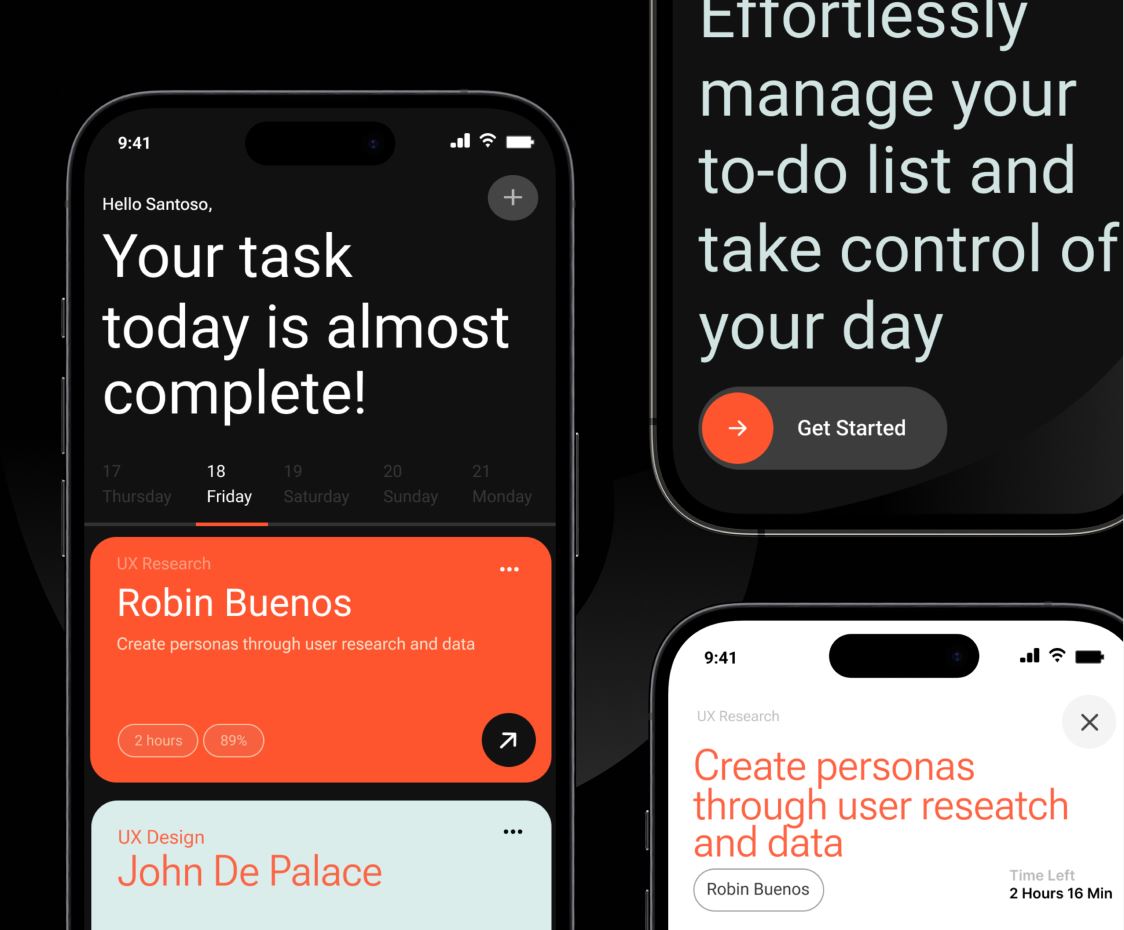 9:41
Hello Santoso,
Your task
today is almost
complete!
17 18 19 20 21
Thursday Friday Saturday Sunday Monday
UX Research
Robin Buenos
Create personas through user research and data
2 hours 89%
UX Design
John De Palace
Effortlessly
manage your
to-do list and
take control of
your day
Get Started
9:41
UX Research
Create personas
through user reseatch
and data
Robin Buenos
Time Left
2 Hours 16 Min